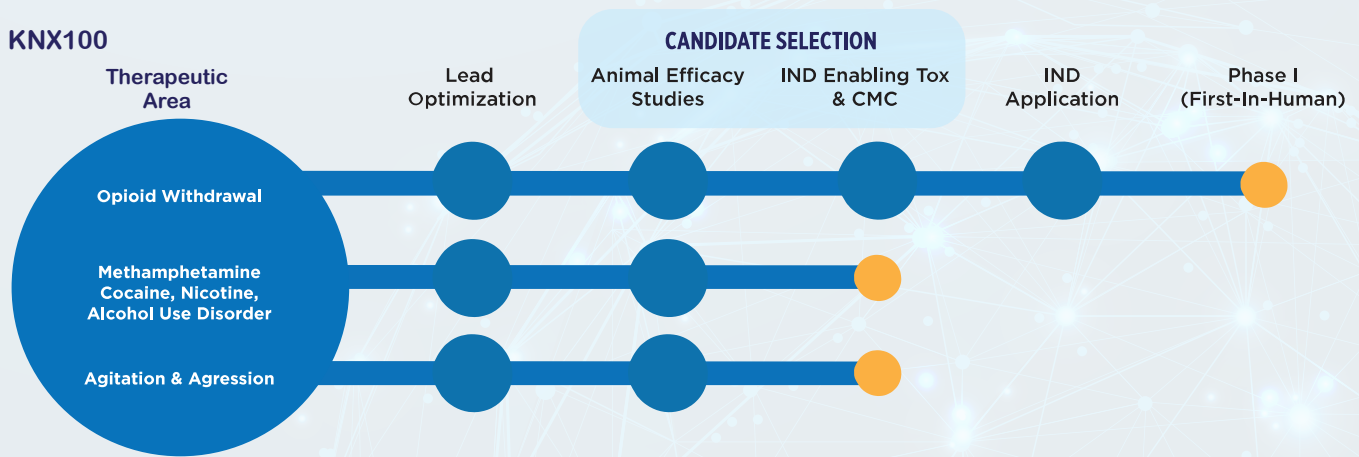 KNX100
CANDIDATE SELECTION
Therapeutic
Area
Lead
Optimization
Animal Efficacy
Studies
IND Enabling Tox
& CMC
IND
Application
Phase I
(First-In-Human)
Opioid Withdrawal
Methamphetamine
Cocaine, Nicotine,
Alcohol Use Disorder
Agitation & Agression